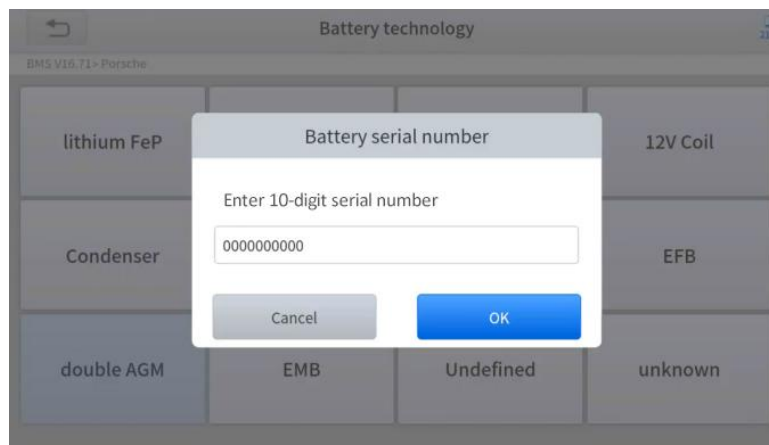 Battery technology
BMS V16.71> Porsche
lithium FeP
12V Coil
Battery serial number
Enter 10-digit serial number
0000000000
Condenser
EFB
Cancel
OK
double AGM
EMB
Undefined
unknown